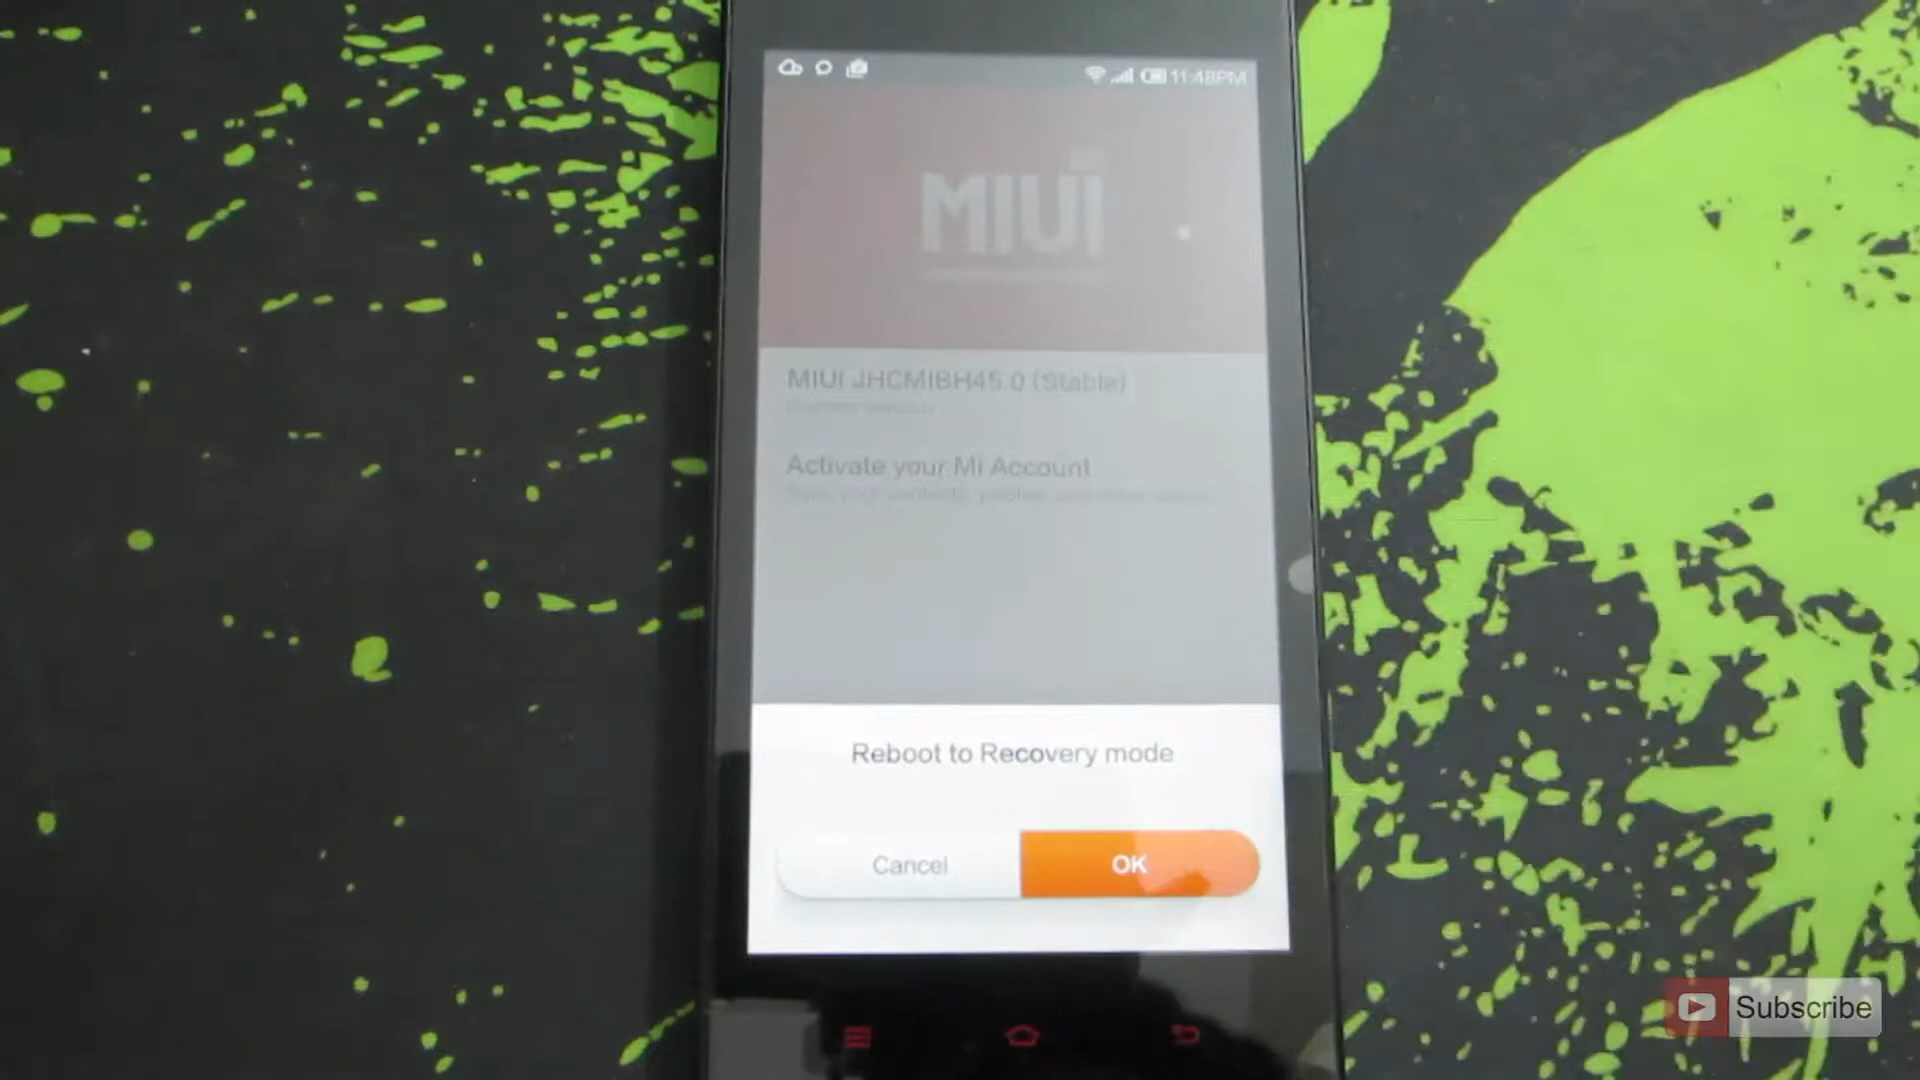 11:48PM
MIUI
MIUI JHCMIBH45.0 (Stable)
Activate your Mi Account
Reboot to Recovery mode
Cancel
OK
Subscribe